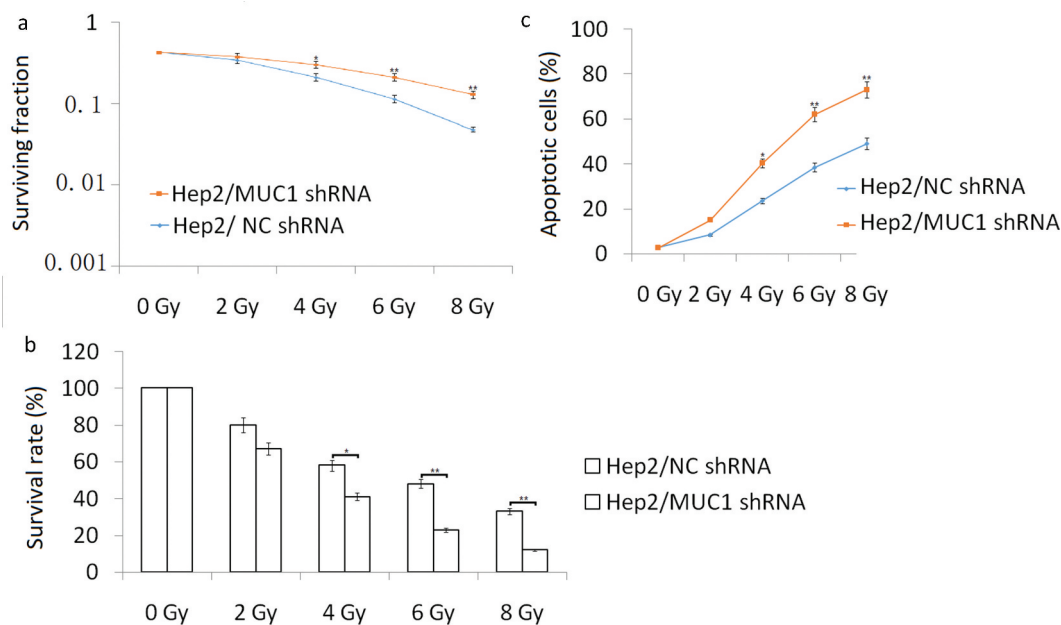 a
Surviving fraction
1
0.1
0.01
0.001
Hep2/MUC1 shRNA
Hep2/ NC shRNA
*
**
**
0 Gy 2 Gy 4 Gy 6 Gy 8 Gy
c
Apoptotic cells (%)
100
80
60
40
20
0
*
**
**
Hep2/NC shRNA
Hep2/MUC1 shRNA
0 Gy 2 Gy 4 Gy 6 Gy 8 Gy
b
Survival rate (%)
120
100
80
60
40
20
0
*
**
**
Hep2/NC shRNA
Hep2/MUC1 shRNA
0 Gy 2 Gy 4 Gy 6 Gy 8 Gy